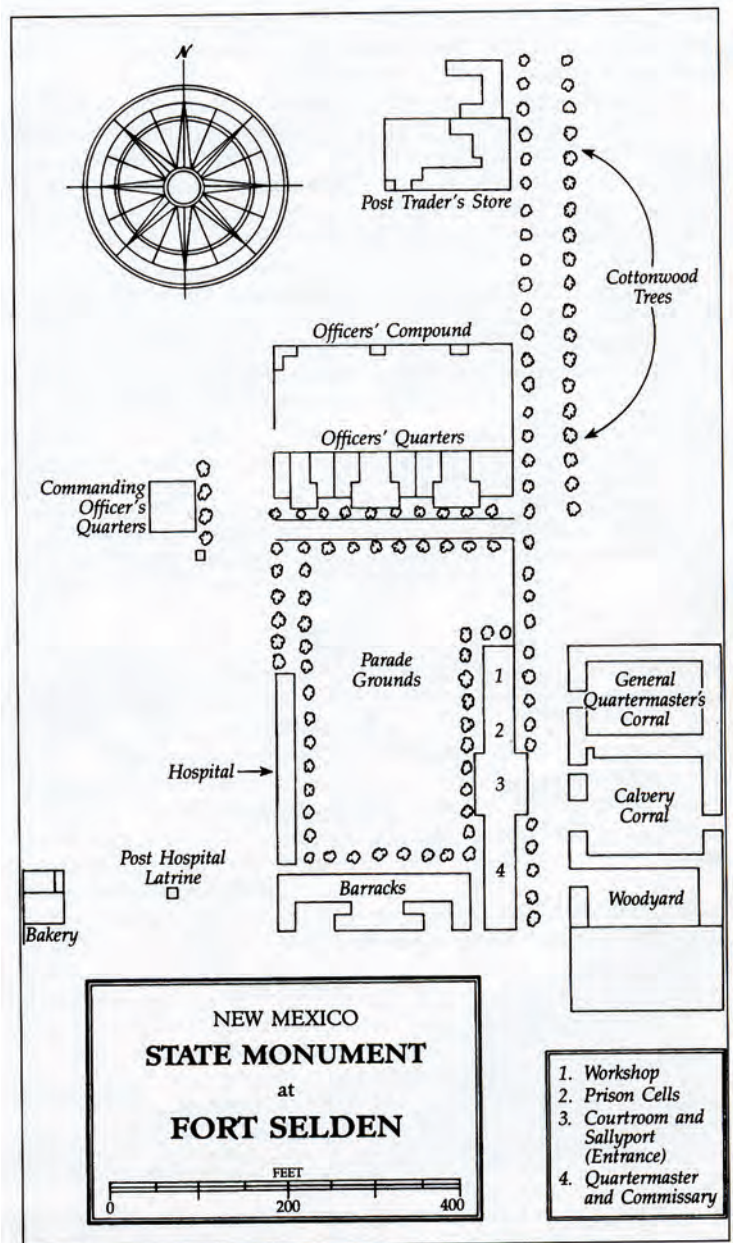 N
Post Trader's Store
Cottonwood
Trees
Officers' Compound
Officers' Quarters
Commanding
Officer's
Quarters
Parade
Grounds
1
2
3
4
General
Quartermaster's
Corral
Hospital
Calvery
Corral
Post Hospital
Latrine
Barracks
Woodyard
Bakery
NEW MEXICO
STATE MONUMENT
at
FORT SELDEN
FEET
0 200 400
1. Workshop
2. Prison Cells
3. Courtroom and
Sallyport
(Entrance)
4. Quartermaster
and Commissary